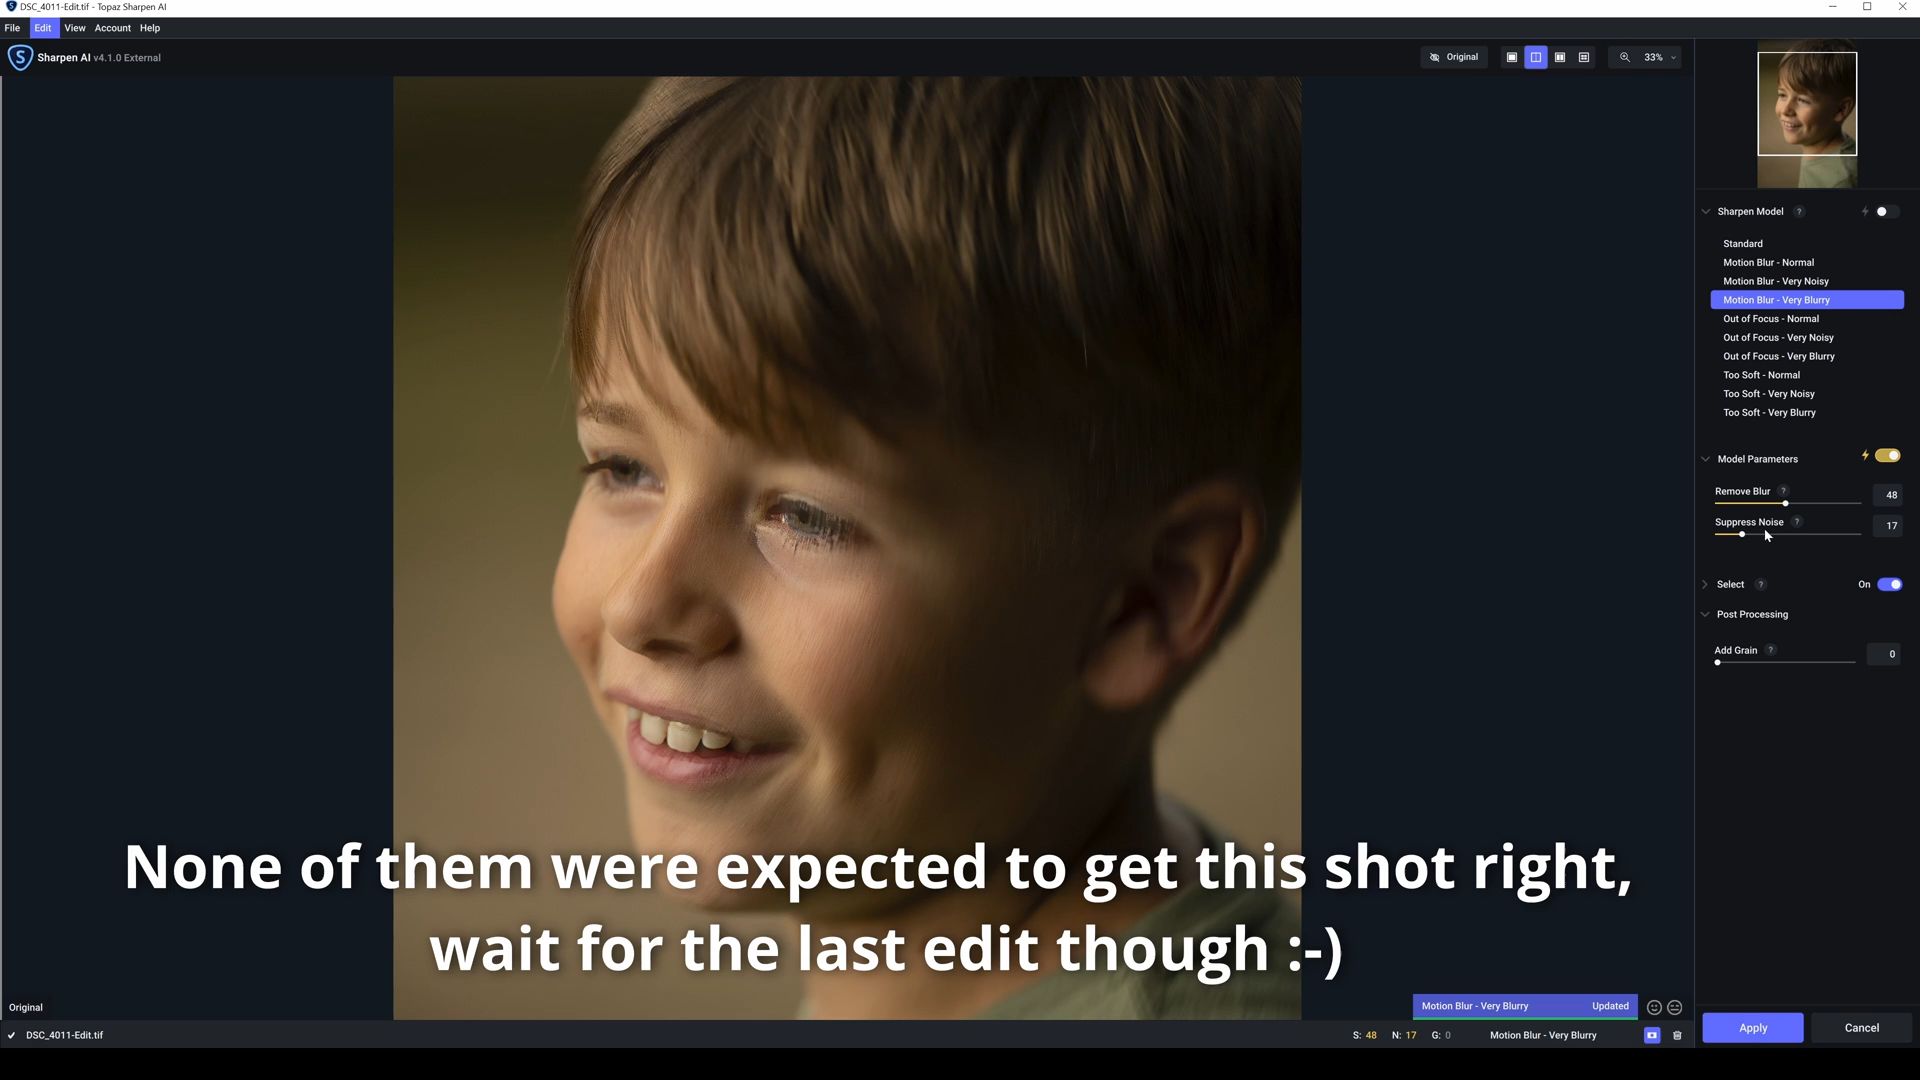 DSC_4011-Edit.tif - Topaz Sharpen AI
File Edit View Account Help
Sharpen AI v4.1.0 External
Original
33%
Sharpen Model ?
Standard
Motion Blur - Normal
Motion Blur - Very Noisy
Motion Blur - Very Blurry
Out of Focus - Normal
Out of Focus - Very Noisy
Out of Focus - Very Blurry
Too Soft - Normal
Too Soft - Very Noisy
Too Soft - Very Blurry
Model Parameters
Remove Blur ? 48
Suppress Noise ? 17
Select ? On
Post Processing
Add Grain ? 0
None of them were expected to get this shot right,
wait for the last edit though :-)
Original
Motion Blur - Very Blurry Updated
DSC_4011-Edit.tif
S: 48 N: 17 G: 0 Motion Blur - Very Blurry
Apply Cancel